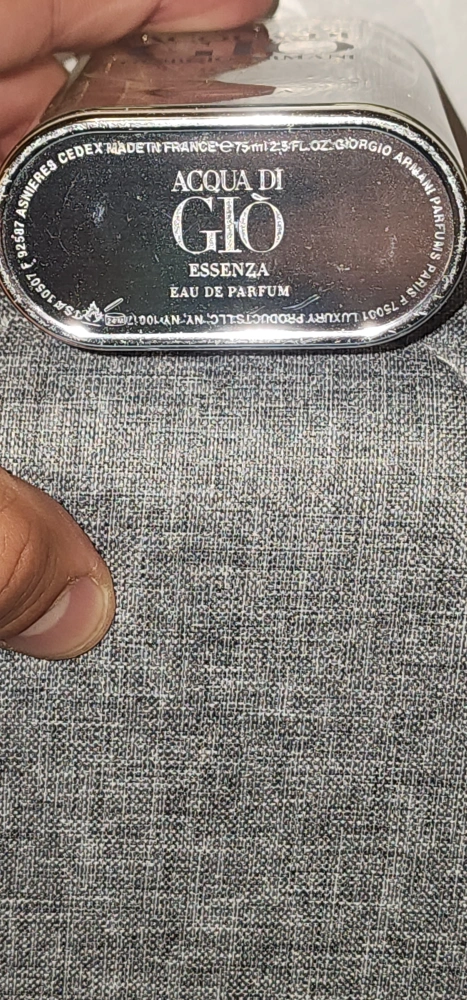 ACQUA DI
GIÒ
ESSENZA
EAU DE PARFUM
F 92587 ASNIERES CEDEX MADE IN FRANCE e 75 ml 2.5 FL.OZ. GIORGIO ARMANI PARFUMS PARIS F 75001 LUXURY PRODUCTS LLC, NY, NY 10017